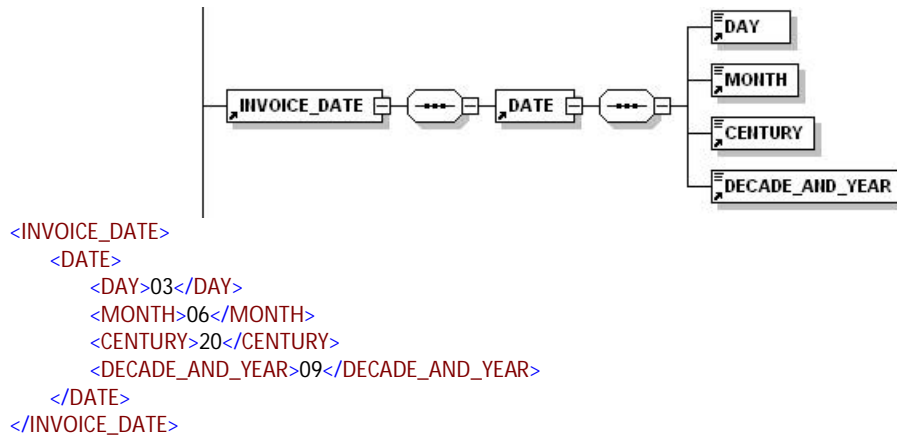 DAY
MONTH
INVOICE_DATE DATE
CENTURY
DECADE_AND_YEAR
<INVOICE_DATE>
<DATE>
<DAY>03</DAY>
<MONTH>06</MONTH>
<CENTURY>20</CENTURY>
<DECADE_AND_YEAR>09</DECADE_AND_YEAR>
</DATE>
</INVOICE_DATE>